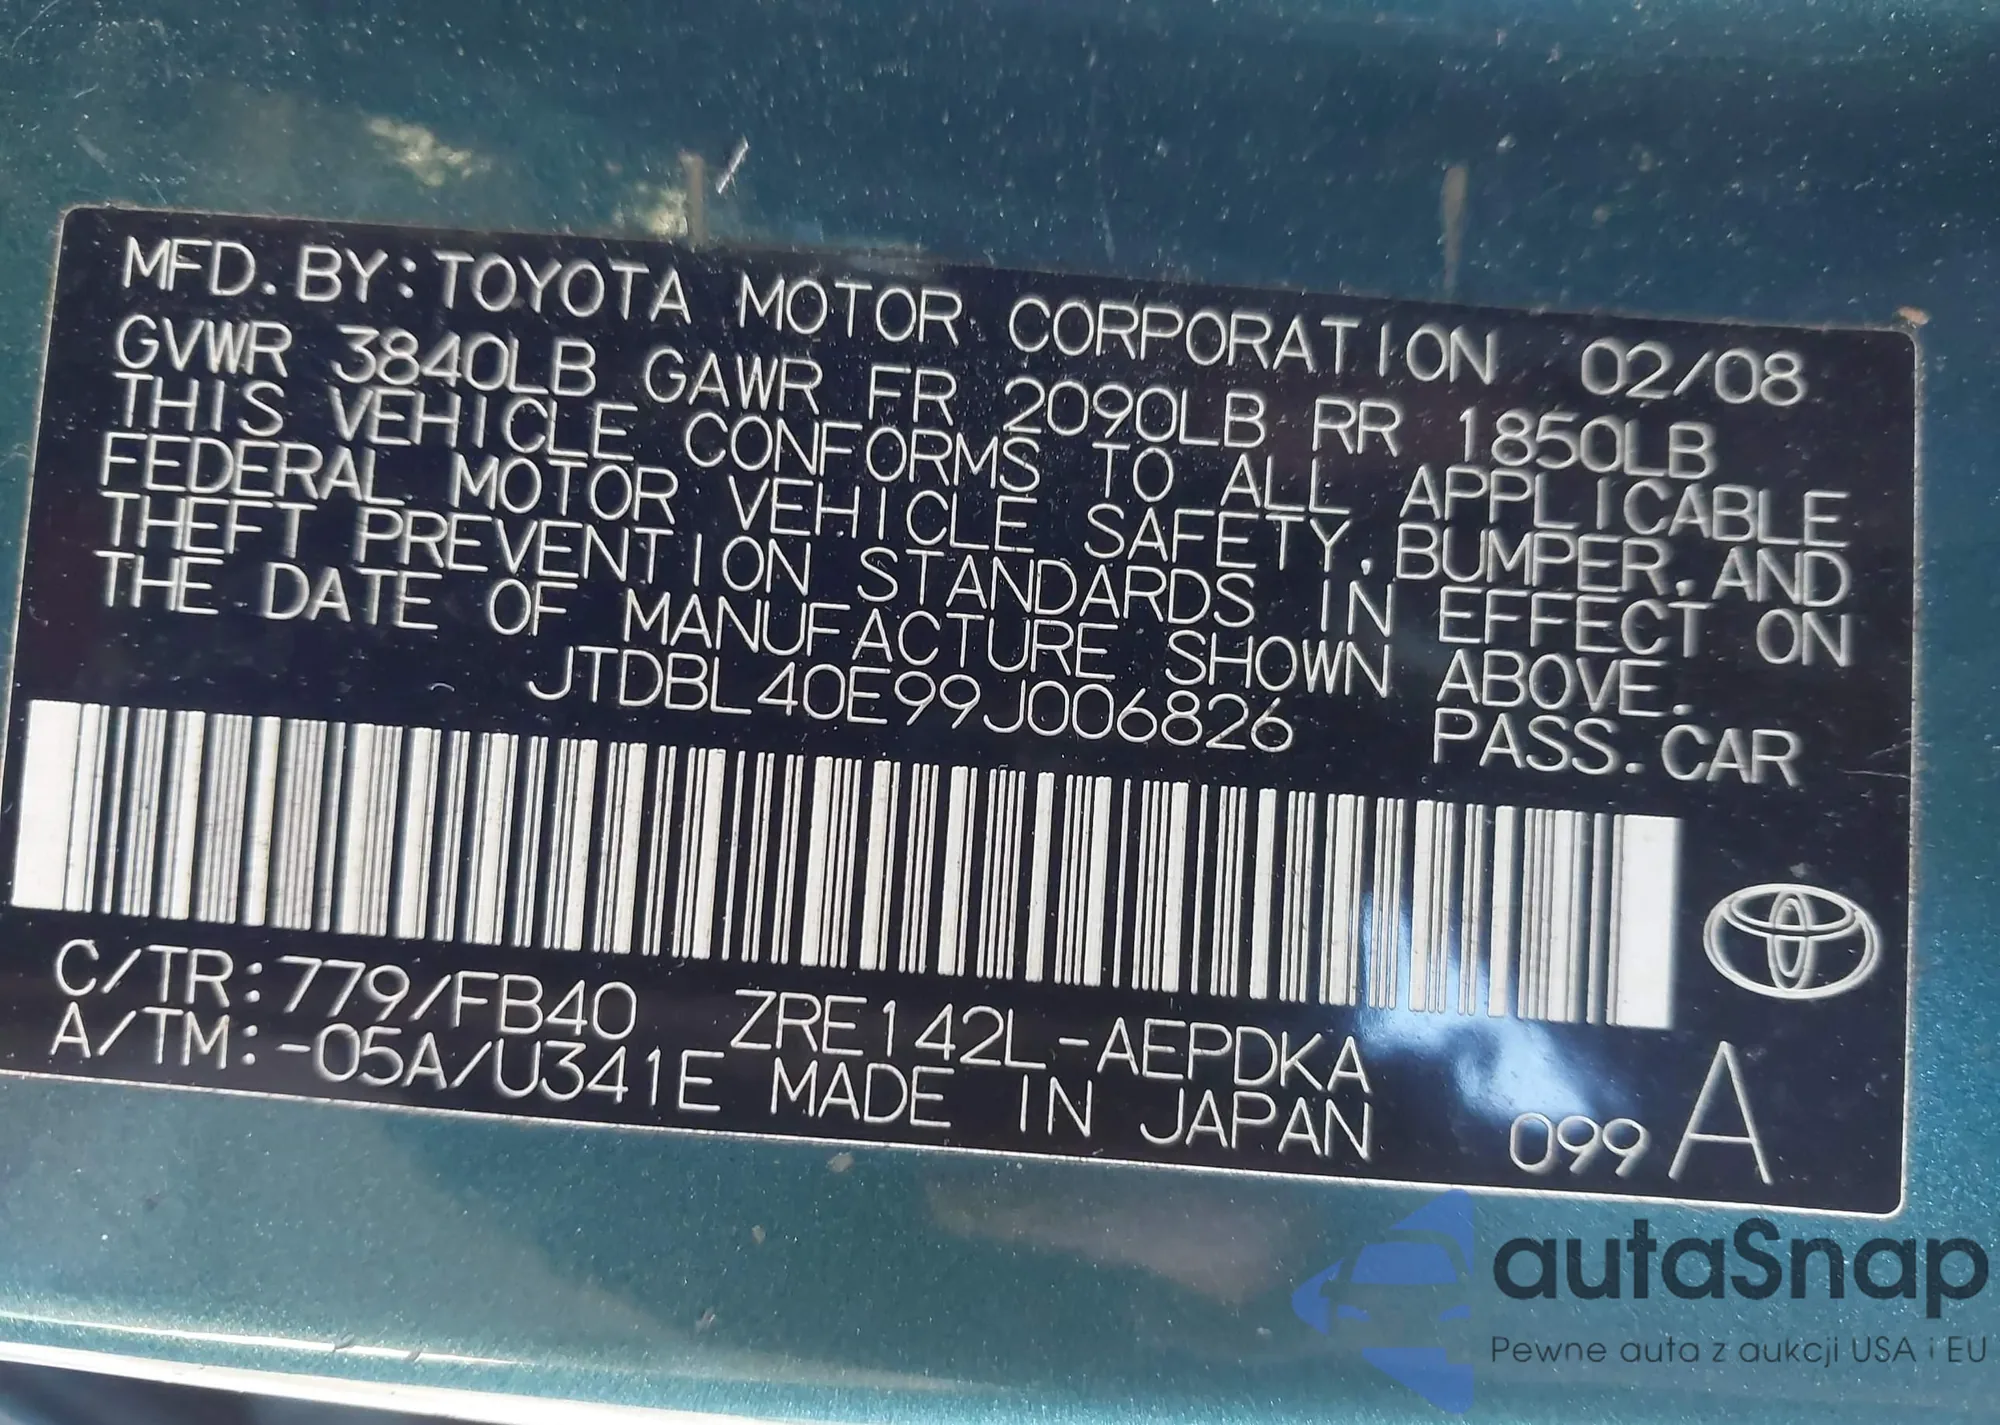 MFD. BY: TOYOTA MOTOR CORPORATION 02/08
GVWR 3840LB GAWR FR 2090LB RR 1850LB
THIS VEHICLE CONFORMS TO ALL APPLICABLE
FEDERAL MOTOR VEHICLE SAFETY, BUMPER, AND
THEFT PREVENTION STANDARDS IN EFFECT ON
THE DATE OF MANUFACTURE SHOWN ABOVE.
JTDBL40E99J006826 PASS. CAR
C/TR: 779/FB40 ZRE142L-AEPDKA
A/TM: -05A/U341E MADE IN JAPAN 099 A
autaSnap
Pewne auta z aukcji USA i EU